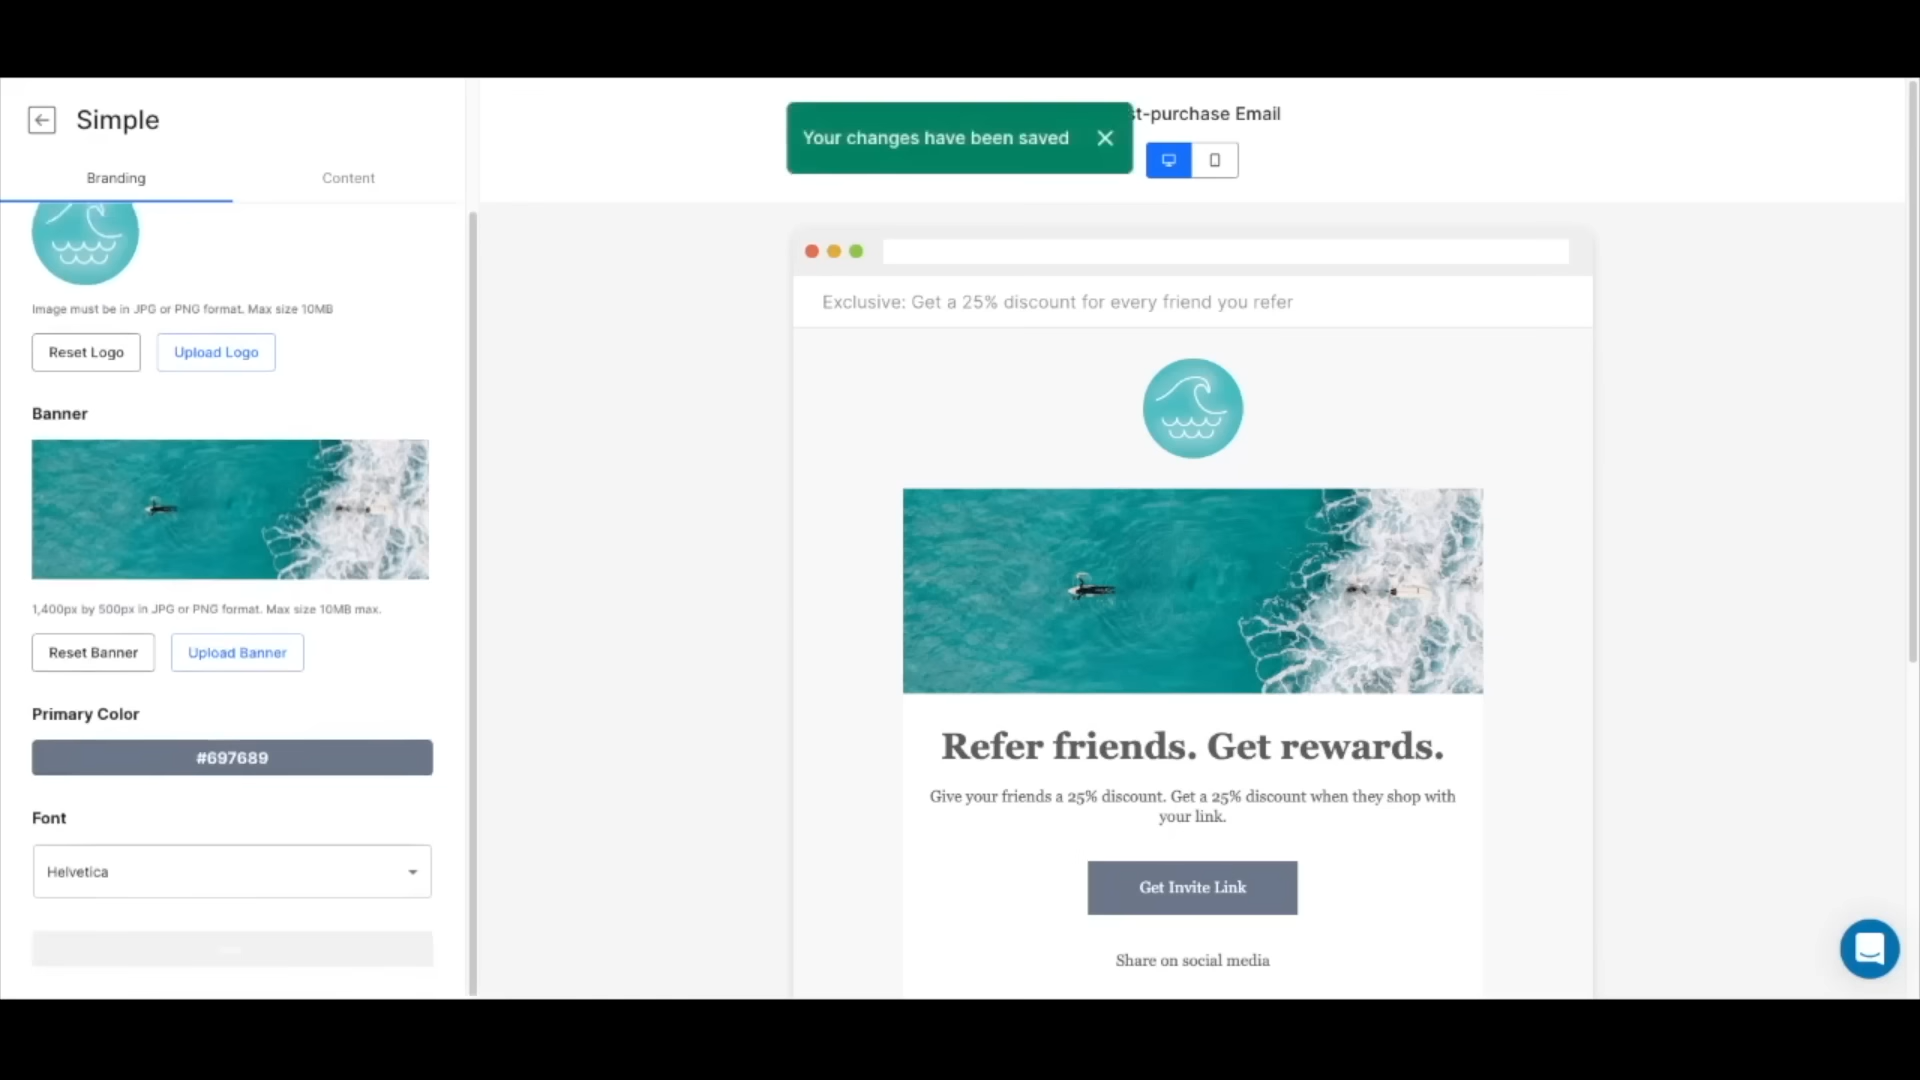 Simple
Branding
Content
Image must be in JPG or PNG format. Max size 10MB
Reset Logo
Upload Logo
Banner
1,400px by 500px in JPG or PNG format. Max size 10MB max.
Reset Banner
Upload Banner
Primary Color
#697689
Font
Helvetica
Your changes have been saved
st-purchase Email
Exclusive: Get a 25% discount for every friend you refer
Refer friends. Get rewards.
Give your friends a 25% discount. Get a 25% discount when they shop with
your link.
Get Invite Link
Share on social media